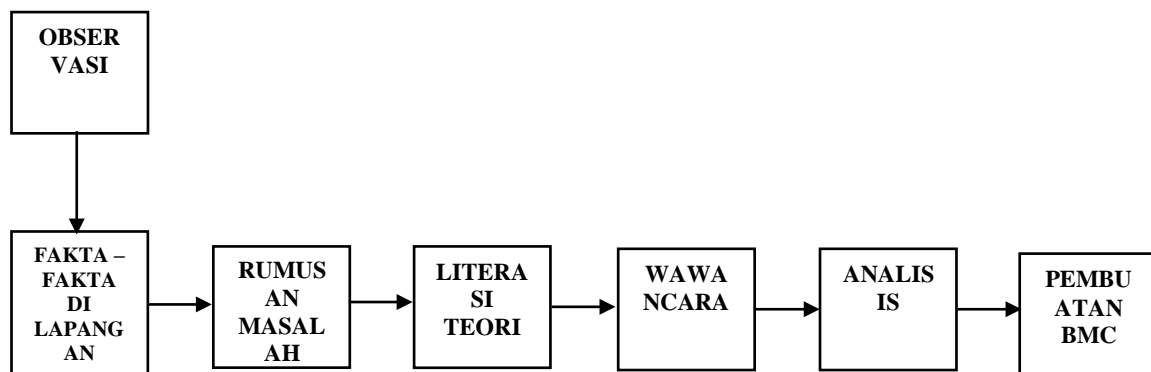 OBSER
VASI
FAKTA –
FAKTA
DI
LAPANG
AN
RUMUS
AN
MASAL
AH
LITERA
SI
TEORI
WAWA
NCARA
ANALIS
IS
PEMBU
ATAN
BMC